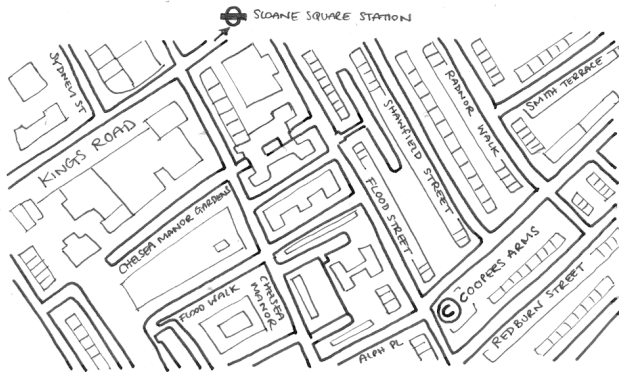 SLOANE SQUARE STATION
SYDNEY ST
KINGS ROAD
RADNOR WALK
SMITH TERRACE
SHAWFIELD STREET
FLOOD STREET
CHELSEA MANOR GARDENS
FLOOD WALK
CHELSEA
MANOR
C COOPERS ARMS
REDBURN STREET
ALPH PL